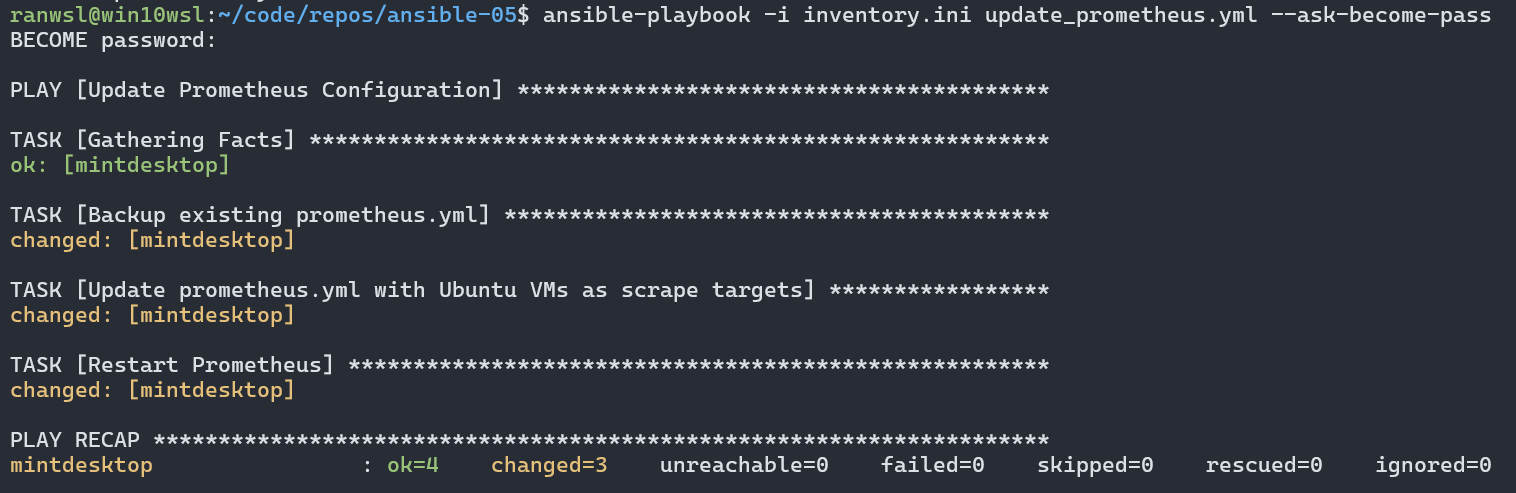 ranwsl@win10wsl:~/code/repos/ansible-05$ ansible-playbook -i inventory.ini update_prometheus.yml --ask-become-pass
BECOME password:
PLAY [Update Prometheus Configuration] *****************************************
TASK [Gathering Facts] *********************************************************
ok: [mintdesktop]
TASK [Backup existing prometheus.yml] ******************************************
changed: [mintdesktop]
TASK [Update prometheus.yml with Ubuntu VMs as scrape targets] *****************
changed: [mintdesktop]
TASK [Restart Prometheus] ******************************************************
changed: [mintdesktop]
PLAY RECAP *********************************************************************
mintdesktop                : ok=4    changed=3    unreachable=0    failed=0    skipped=0    rescued=0    ignored=0